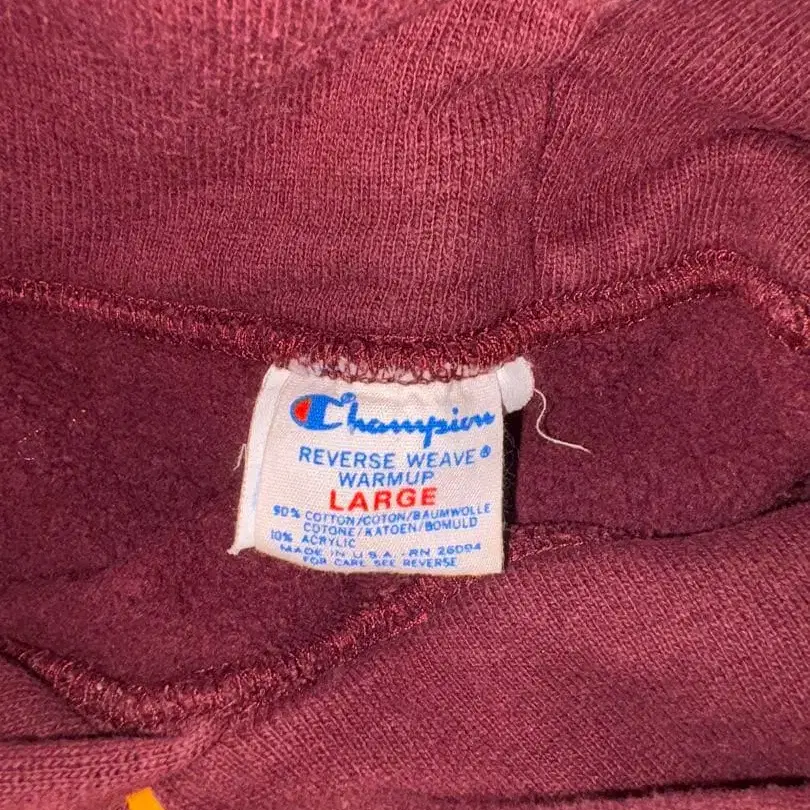 Champion®
REVERSE WEAVE®
WARMUP
LARGE
90% COTTON/COTON/BAUMWOLLE
COTONE/KATOEN/BOMULD
10% ACRYLIC
MADE IN U.S.A. - RN 26094
FOR CARE SEE REVERSE